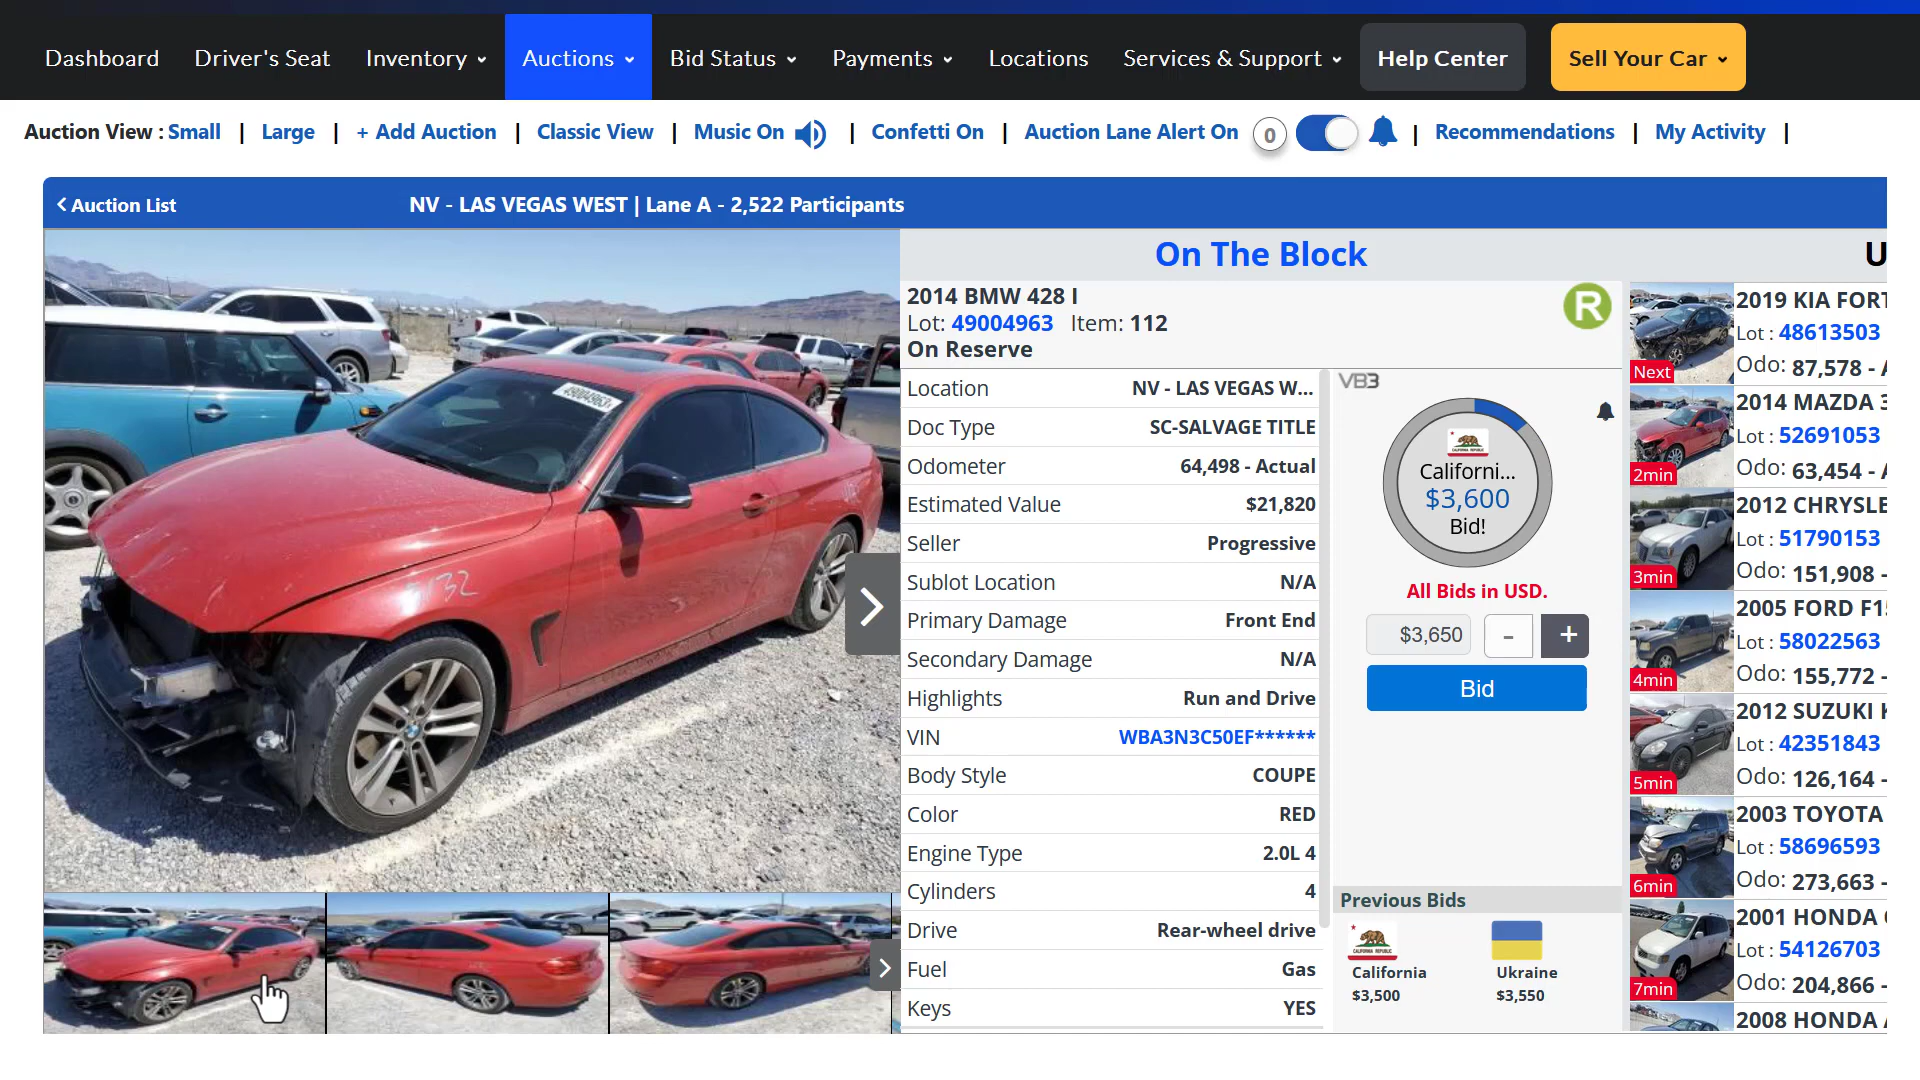 Dashboard
Driver's Seat
Inventory
Auctions
Bid Status
Payments
Locations
Services & Support
Help Center
Sell Your Car
Auction View : Small | Large | + Add Auction | Classic View | Music On | Confetti On | Auction Lane Alert On 0 | Recommendations | My Activity |
Auction List
NV - LAS VEGAS WEST | Lane A - 2,522 Participants
49004963
5132
On The Block
2014 BMW 428 I
Lot: 49004963 Item: 112
On Reserve
R
Location NV - LAS VEGAS W...
Doc Type SC-SALVAGE TITLE
Odometer 64,498 - Actual
Estimated Value $21,820
Seller Progressive
Sublot Location N/A
Primary Damage Front End
Secondary Damage N/A
Highlights Run and Drive
VIN WBA3N3C50EF******
Body Style COUPE
Color RED
Engine Type 2.0L 4
Cylinders 4
Drive Rear-wheel drive
Fuel Gas
Keys YES
VB3
Californi...
$3,600
Bid!
All Bids in USD.
$3,650 - +
Bid
Previous Bids
California
$3,500
Ukraine
$3,550
U
2019 KIA FORT
Lot : 48613503
Odo: 87,578 - A
Next
2014 MAZDA 3
Lot : 52691053
Odo: 63,454 - A
2min
2012 CHRYSLE
Lot : 51790153
Odo: 151,908 -
3min
2005 FORD F15
Lot : 58022563
Odo: 155,772 -
4min
2012 SUZUKI K
Lot : 42351843
Odo: 126,164 -
5min
2003 TOYOTA
Lot : 58696593
Odo: 273,663 -
6min
2001 HONDA
Lot : 54126703
Odo: 204,866 -
7min
2008 HONDA A